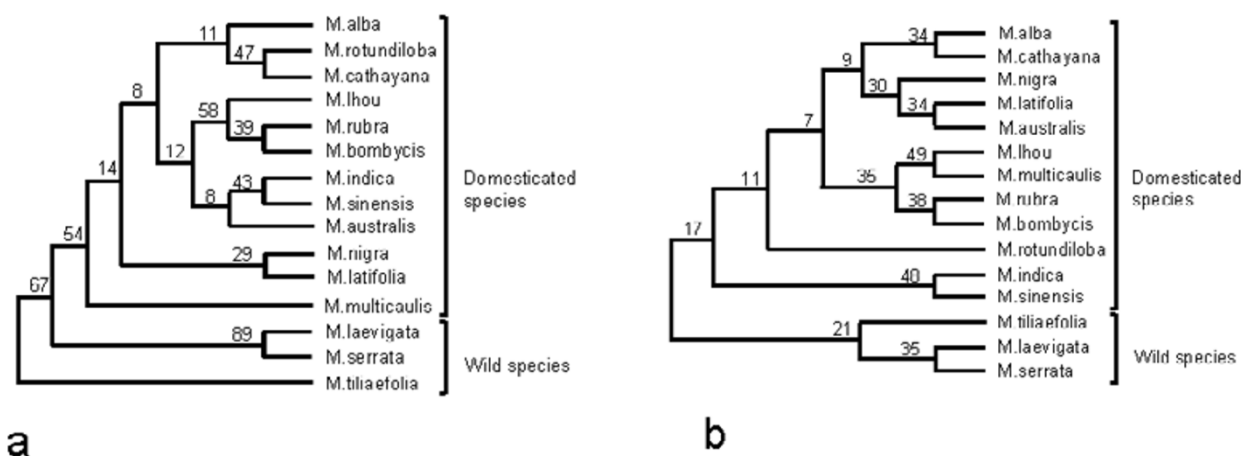 M.alba
11
M.rotundiloba
47
M.cathayana
8
M.lhou
58
M.rubra
39
M.bombycis
12
M.indica
43
M.sinensis
8
M.australis
14
M.nigra
29
M.latifolia
54
M.multicaulis
67
M.laevigata
89
M.serrata
M.tiliaefolia
Domesticated
species
Wild species
a
M.alba
34
M.cathayana
9
M.nigra
30
M.latifolia
34
M.australis
7
M.lhou
49
M.multicaulis
35
M.rubra
38
M.bombycis
11
M.rotundiloba
17
M.indica
40
M.sinensis
M.tiliaefolia
21
M.laevigata
35
M.serrata
Domesticated
species
Wild species
b